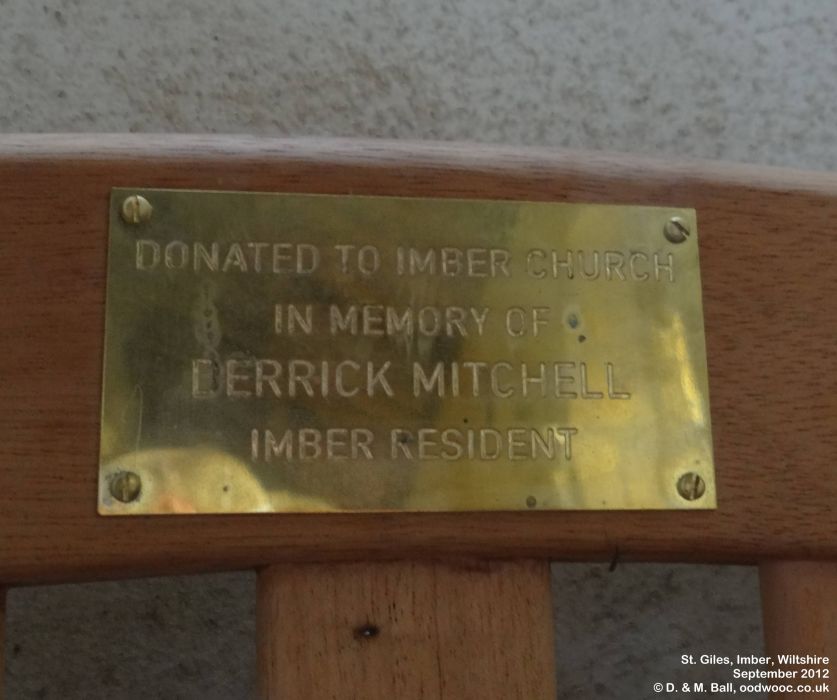 DONATED TO IMBER CHURCH
IN MEMORY OF
DERRICK MITCHELL
IMBER RESIDENT
St. Giles, Imber, Wiltshire
September 2012
© D. & M. Ball, oodwooc.co.uk